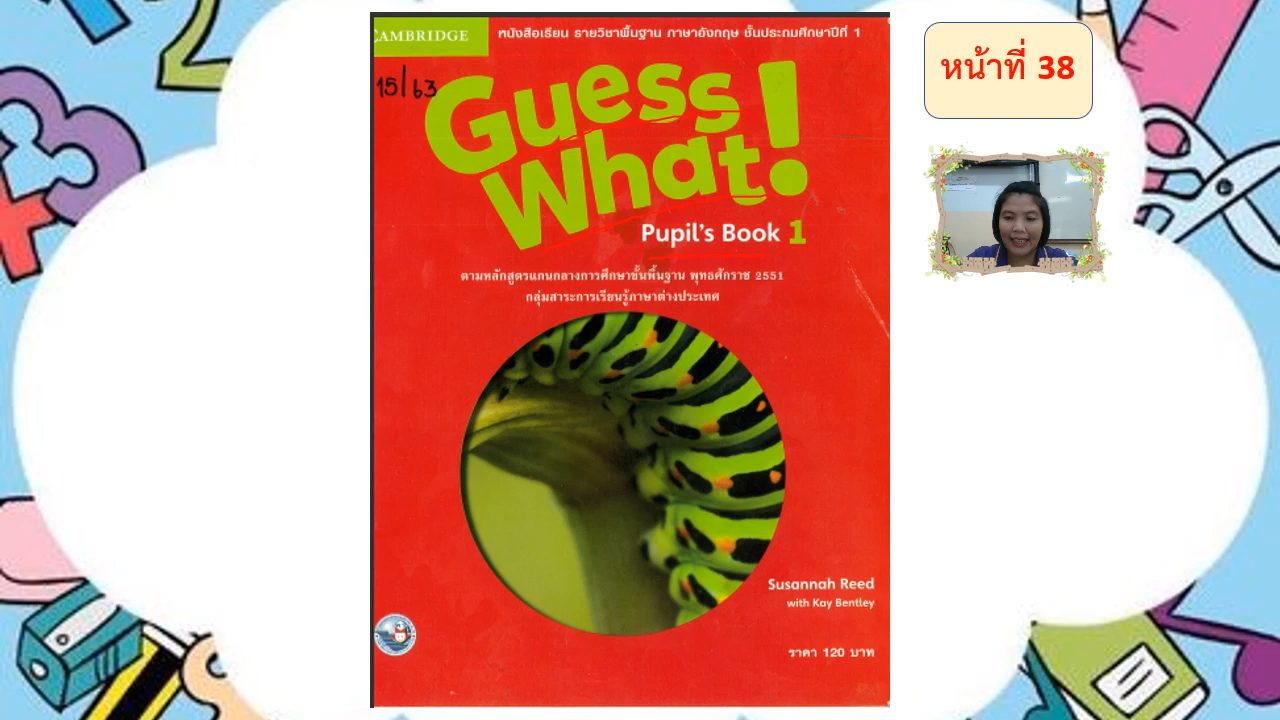 CAMBRIDGE
หนังสือเรียน รายวิชาพื้นฐาน ภาษาอังกฤษ ชั้นประถมศึกษาปีที่ 1
หน้าที่ 38
15/63
Guess
What!
Pupil's Book 1
ตามหลักสูตรแกนกลางการศึกษาขั้นพื้นฐาน พุทธศักราช 2551
กลุ่มสาระการเรียนรู้ภาษาต่างประเทศ
Susannah Reed
with Kay Bentley
ราคา 120 บาท